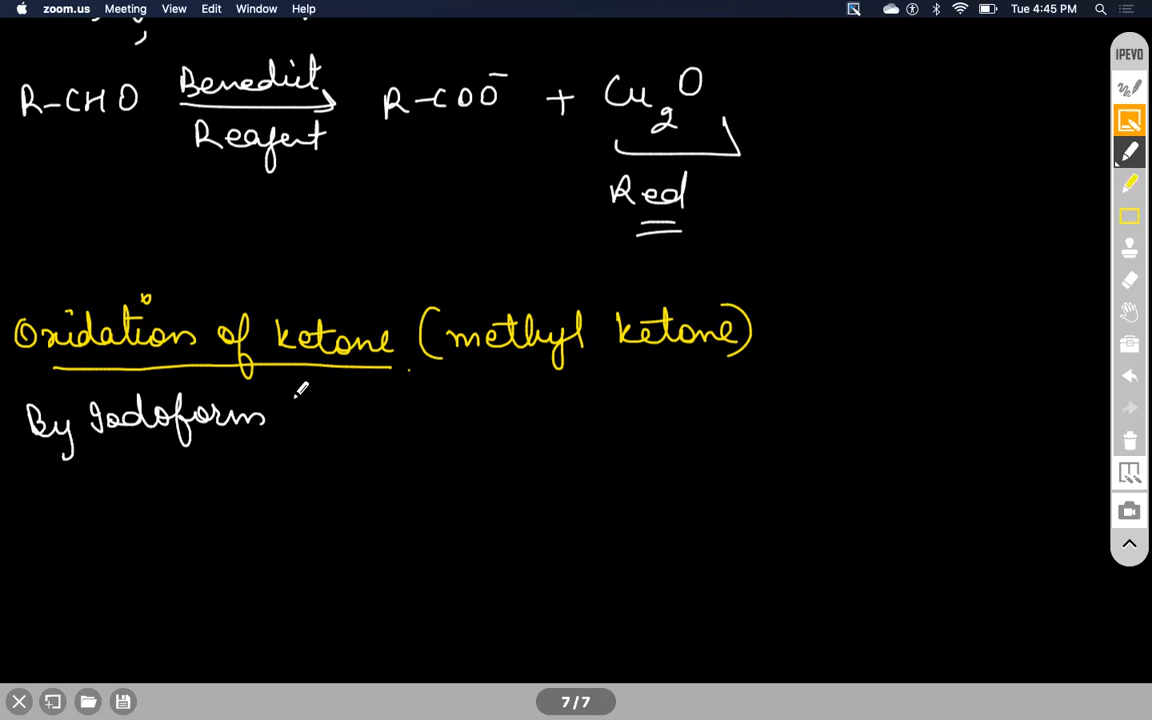 zoom.us Meeting View Edit Window Help Tue 4:45 PM
IPEVO
R-CHO Benedict Reagent R-COO⁻ + Cu₂O
Red
Oxidation of ketone (methyl ketone)
By Iodoform
7/7